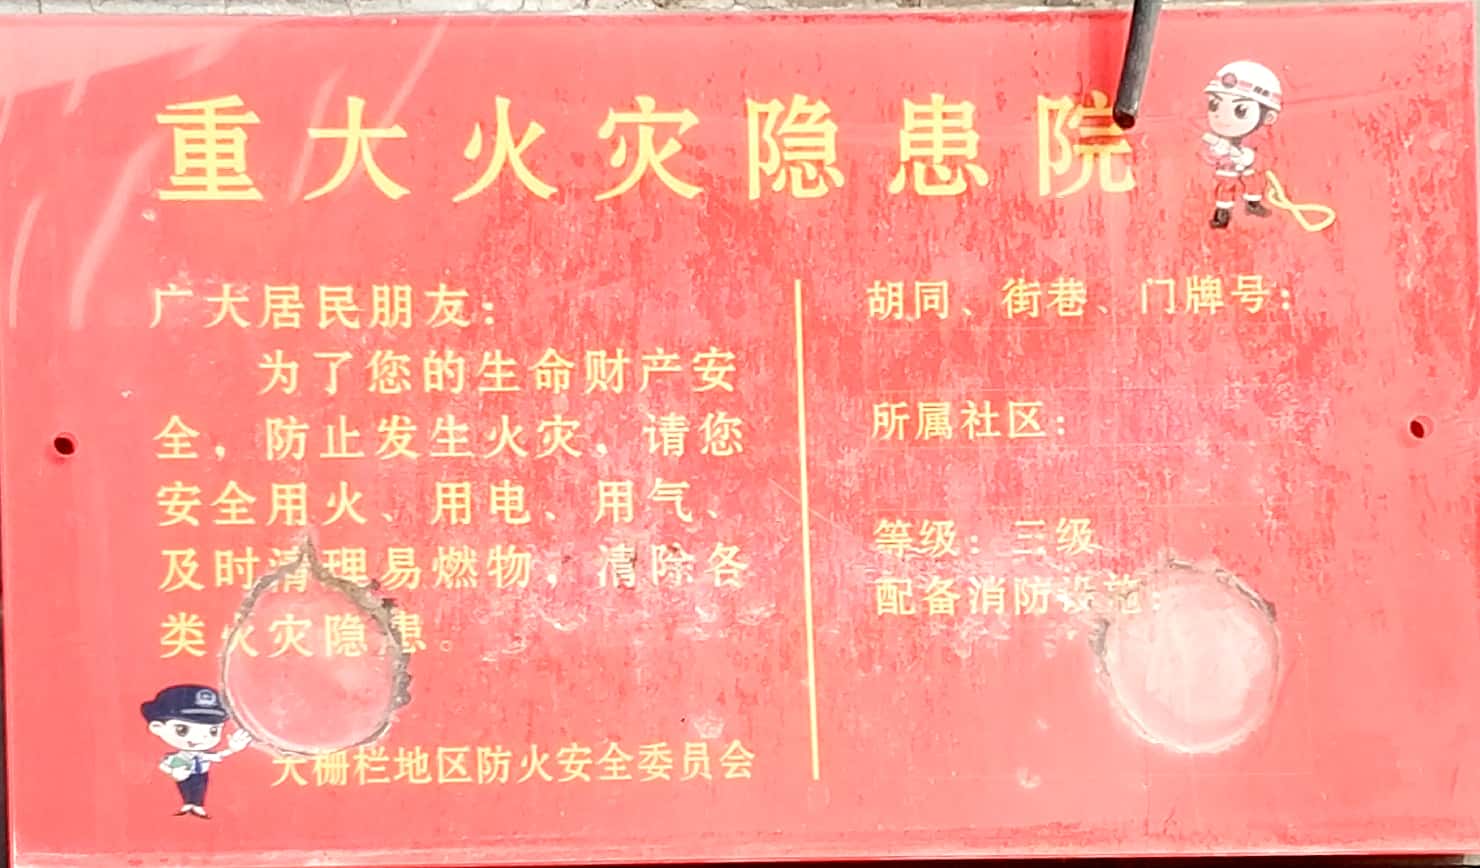 重大火灾隐患院
广大居民朋友：
为了您的生命财产安
全，防止发生火灾，请您
安全用火、用电、用气、
及时清理易燃物，清除各
类火灾隐患。
大栅栏地区防火安全委员会
胡同、街巷、门牌号：
所属社区：
等级：三级
配备消防设施：